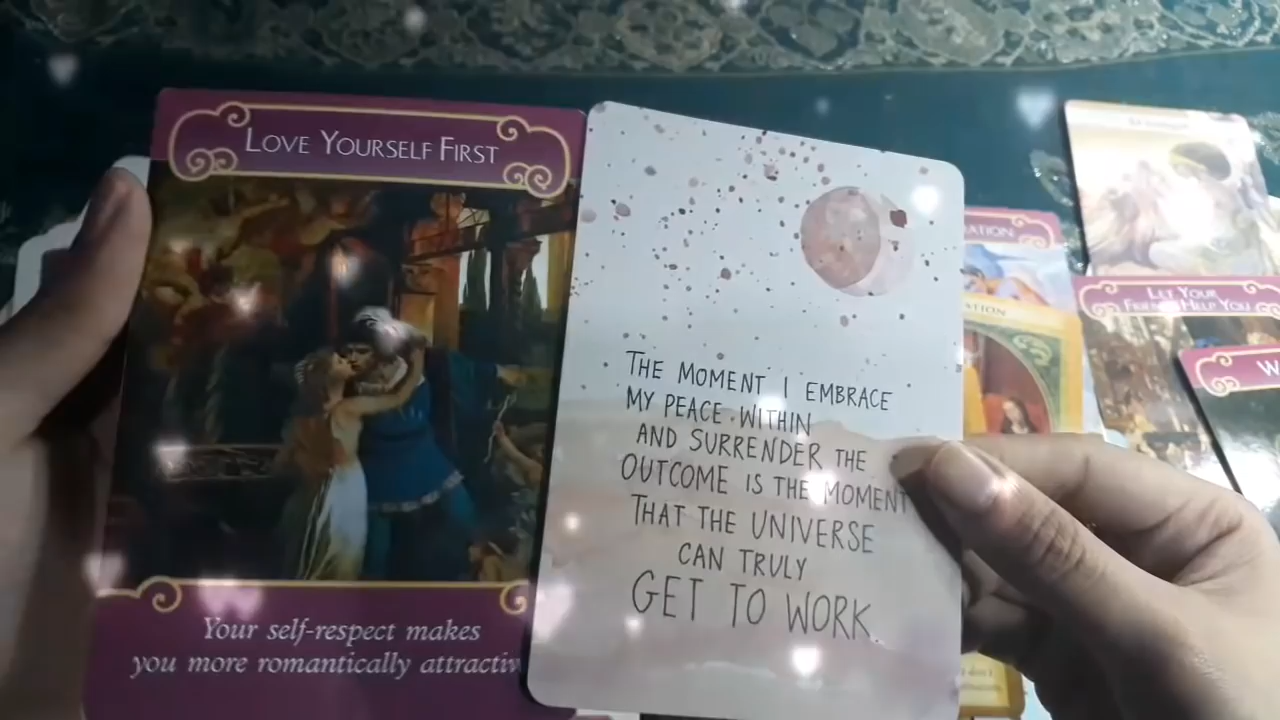 LOVE YOURSELF FIRST
Your self-respect makes
you more romantically attractiv
THE MOMENT I EMBRACE
MY PEACE WITHIN
AND SURRENDER THE
OUTCOME IS THE MOMENT
THAT THE UNIVERSE
CAN TRULY
GET TO WORK.
LET YOUR
FRIENDS HELP YOU
W